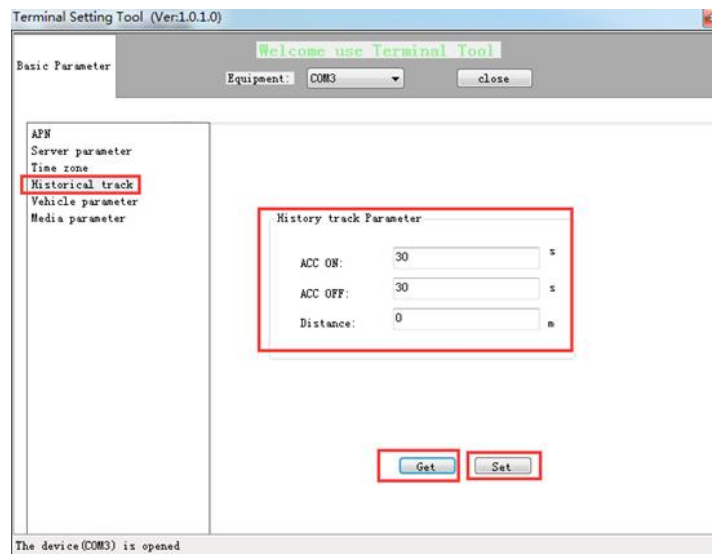 Terminal Setting Tool (Ver:1.0.1.0)
Welcome use Terminal Tool
Basic Parameter
Equipment: COM3 close
APN
Server parameter
Time zone
Historical track
Vehicle parameter
Media parameter
History track Parameter
ACC ON: 30 s
ACC OFF: 30 s
Distance: 0 m
Get Set
The device(COM3) is opened